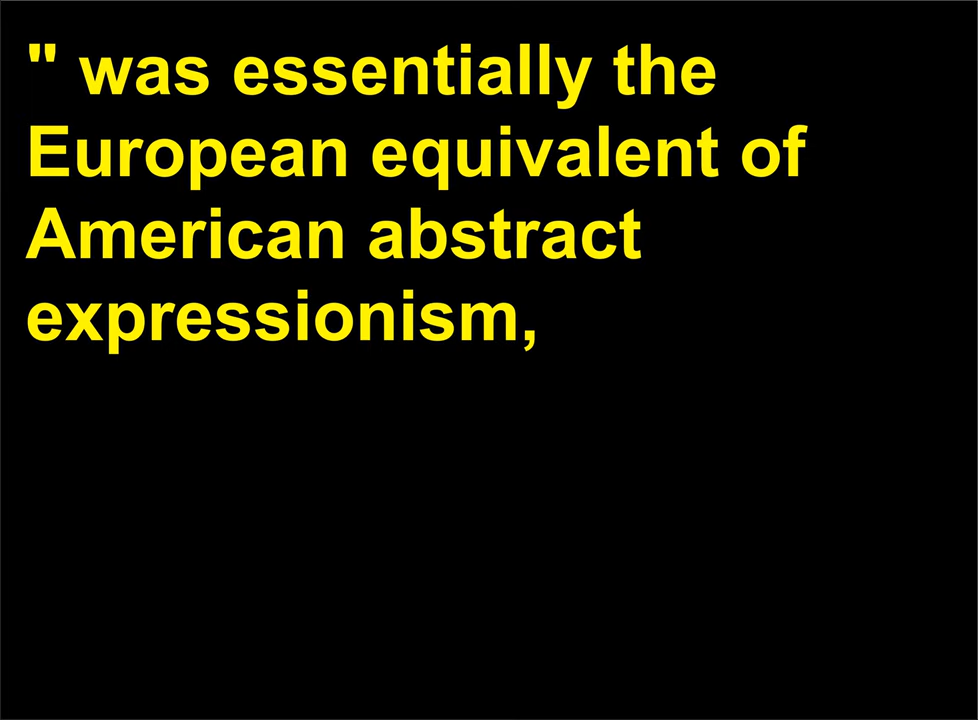 " was essentially the
European equivalent of
American abstract
expressionism,